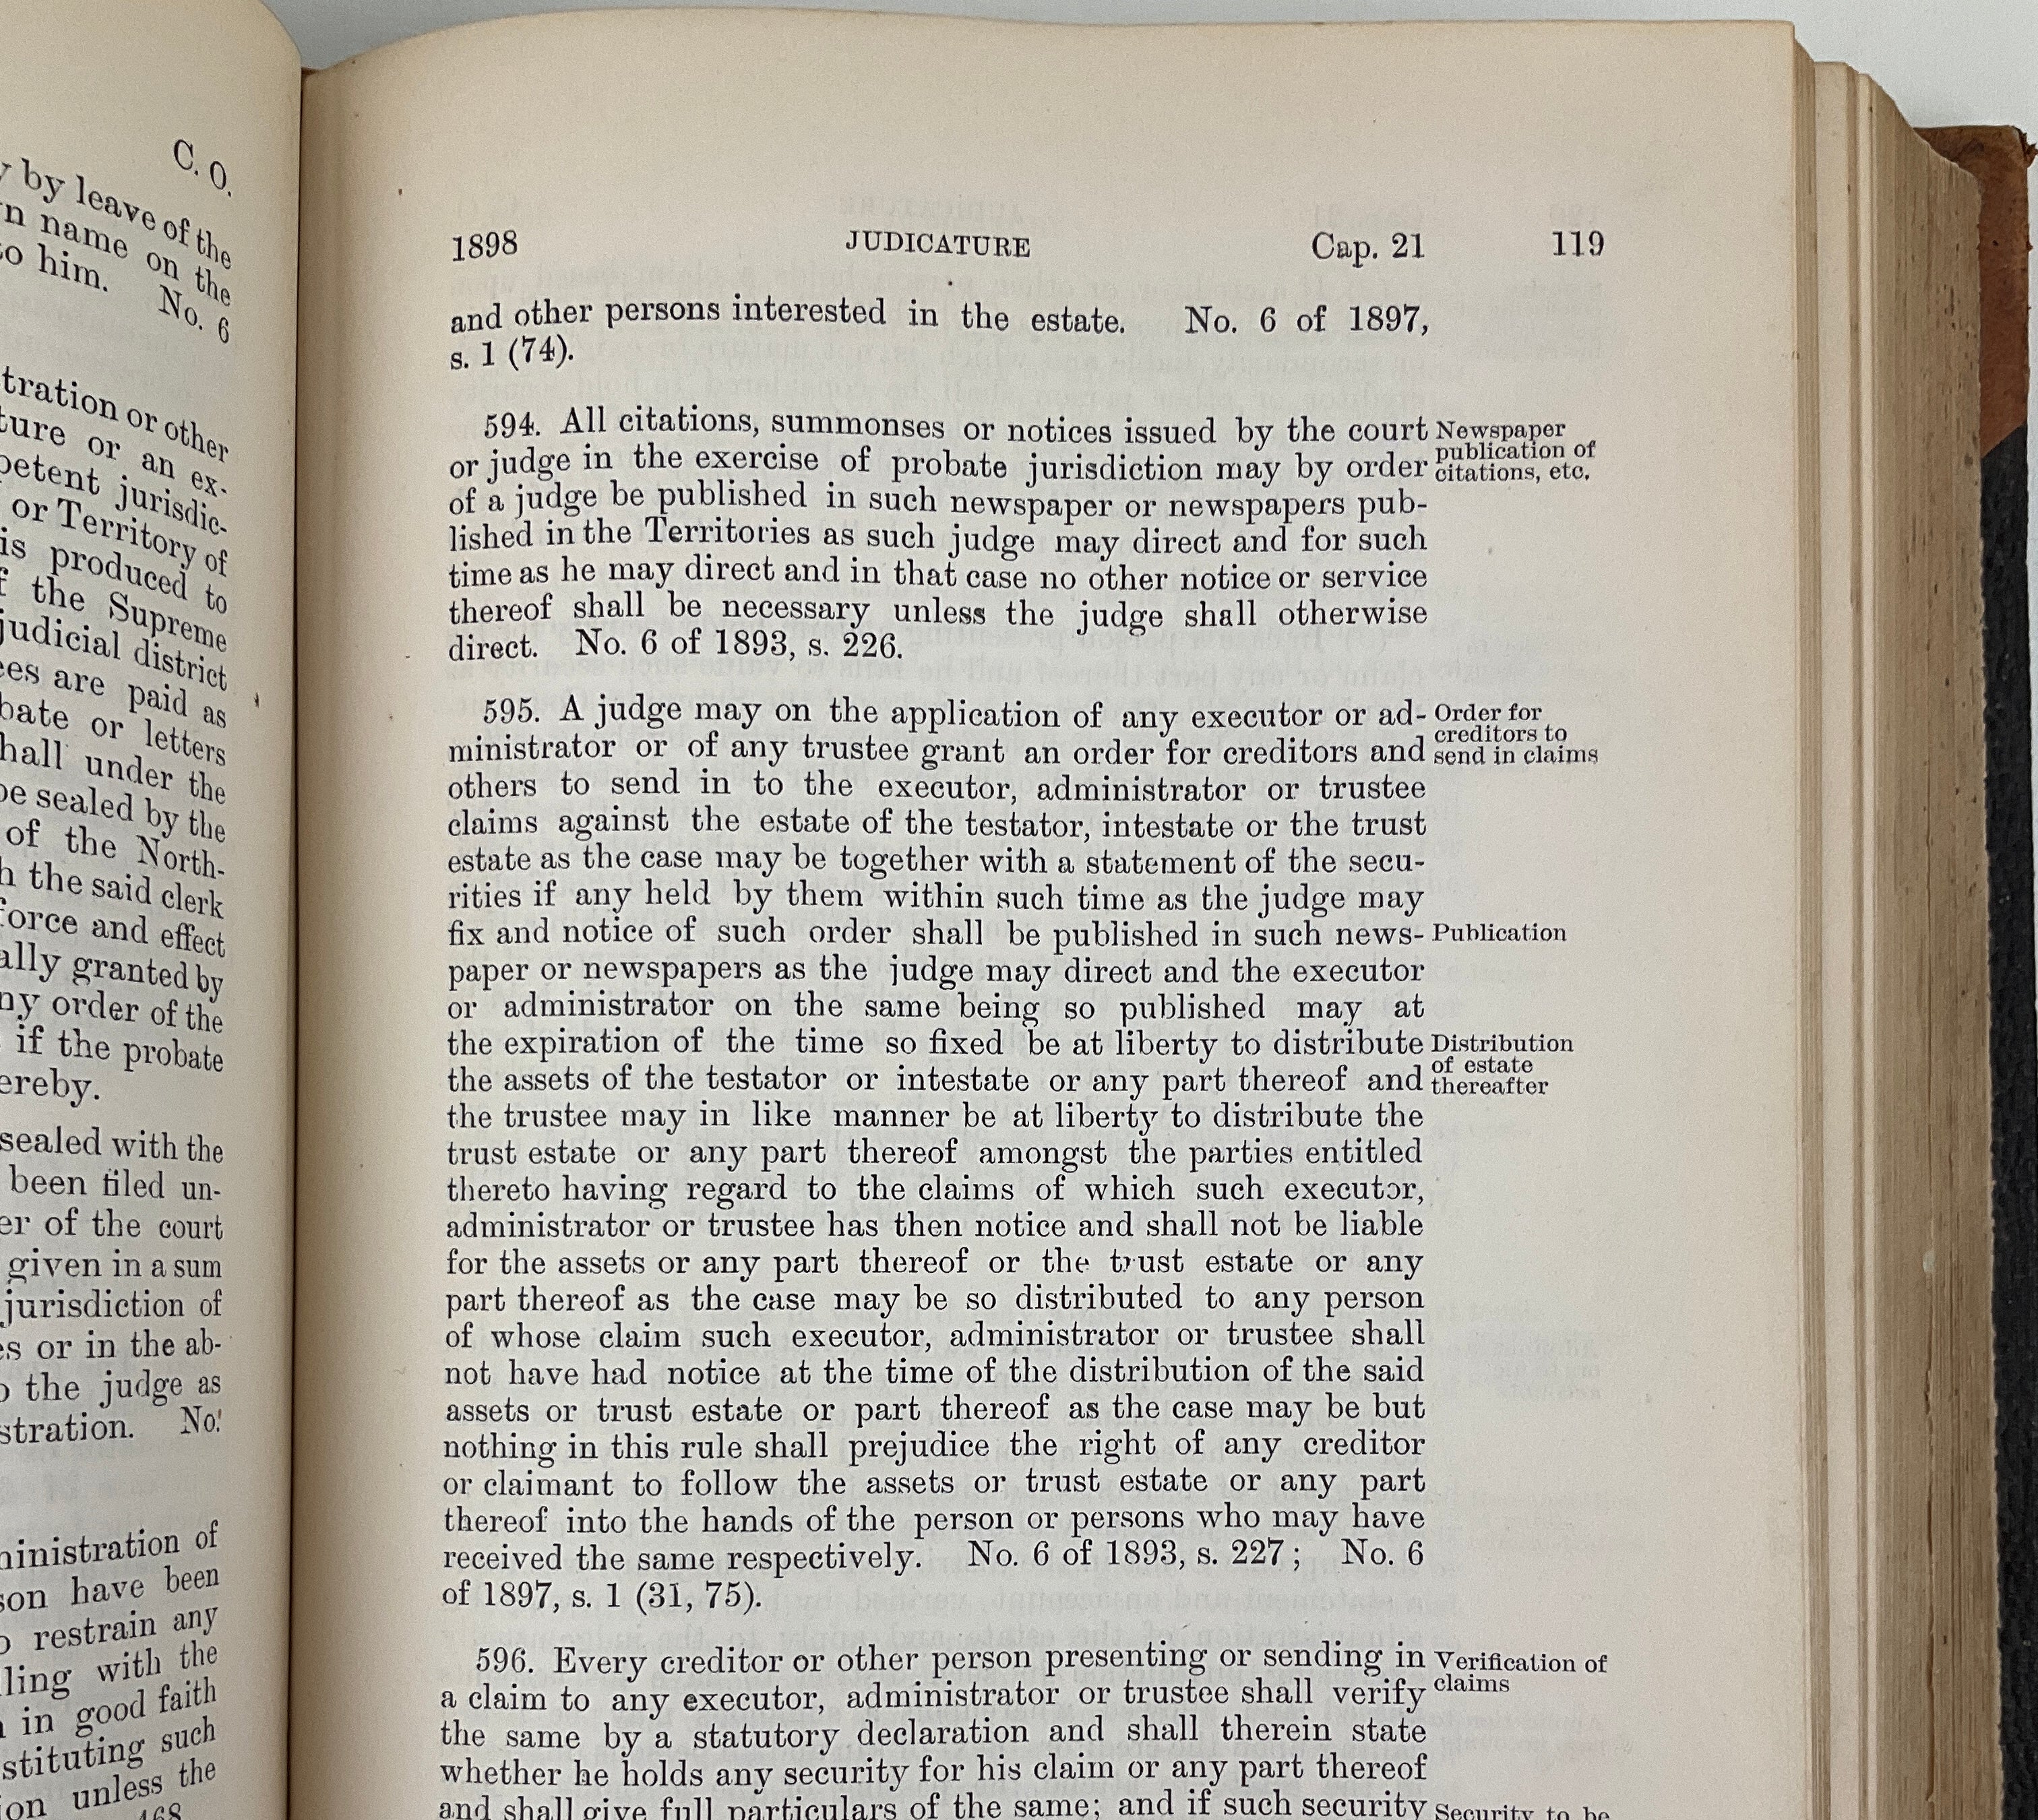 C. O.
by leave of the
name on the
to him. No. 6
tration or other
ture or an ex-
petent jurisdic-
or Territory of
is produced to
f the Supreme
judicial district
ees are paid as
bate or letters
hall under the
be sealed by the
of the North-
h the said clerk
force and effect
ally granted by
ny order of the
if the probate
ereby.
sealed with the
been filed un-
er of the court
given in a sum
jurisdiction of
es or in the ab-
o the judge as
stration. No.
ministration of
son have been
o restrain any
ling with the
in good faith
stituting such
ion unless the
468
1898 JUDICATURE Cap. 21 119
and other persons interested in the estate. No. 6 of 1897,
s. 1 (74).
594. All citations, summonses or notices issued by the court
or judge in the exercise of probate jurisdiction may by order
of a judge be published in such newspaper or newspapers pub-
lished in the Territories as such judge may direct and for such
time as he may direct and in that case no other notice or service
thereof shall be necessary unless the judge shall otherwise
direct. No. 6 of 1893, s. 226.
Newspaper
publication of
citations, etc.
595. A judge may on the application of any executor or ad-
ministrator or of any trustee grant an order for creditors and
others to send in to the executor, administrator or trustee
claims against the estate of the testator, intestate or the trust
estate as the case may be together with a statement of the secu-
rities if any held by them within such time as the judge may
fix and notice of such order shall be published in such news-
paper or newspapers as the judge may direct and the executor
or administrator on the same being so published may at
the expiration of the time so fixed be at liberty to distribute
the assets of the testator or intestate or any part thereof and
the trustee may in like manner be at liberty to distribute the
trust estate or any part thereof amongst the parties entitled
thereto having regard to the claims of which such executor,
administrator or trustee has then notice and shall not be liable
for the assets or any part thereof or the trust estate or any
part thereof as the case may be so distributed to any person
of whose claim such executor, administrator or trustee shall
not have had notice at the time of the distribution of the said
assets or trust estate or part thereof as the case may be but
nothing in this rule shall prejudice the right of any creditor
or claimant to follow the assets or trust estate or any part
thereof into the hands of the person or persons who may have
received the same respectively. No. 6 of 1893, s. 227; No. 6
of 1897, s. 1 (31, 75).
Order for
creditors to
send in claims
Publication
Distribution
of estate
thereafter
596. Every creditor or other person presenting or sending in
a claim to any executor, administrator or trustee shall verify
the same by a statutory declaration and shall therein state
whether he holds any security for his claim or any part thereof
and shall give full particulars of the same; and if such security
Verification of
claims
Security to be